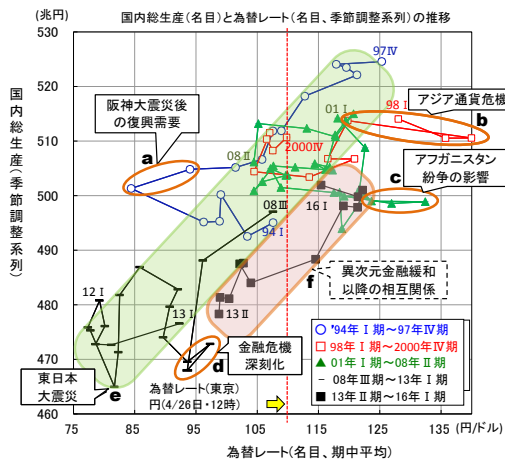 国内総生産(名目)と為替レート(名目、季節調整系列)の推移
国内総生産(季節調整系列)
530兆円
520
510
500
490
480
470
460
75
85
95
105
115
125
135
(円/ドル)
為替レート(名目、期中平均)
阪神大震災後
の復興需要
a
97Ⅳ
アジア通貨危機
b
01Ⅰ
98Ⅰ
2000Ⅳ
08Ⅱ
アフガニスタン
紛争の影響
c
94Ⅰ
08Ⅲ
16Ⅰ
異次元金融緩和
以降の相互関係
f
12Ⅰ
13Ⅰ
13Ⅱ
金融危機
深刻化
d
東日本
大震災
e
為替レート(東京)
円(4/26日・12時)
'94年Ⅰ期~97年Ⅳ期
98年Ⅰ期~2000年Ⅳ期
01年Ⅰ期~08年Ⅱ期
08年Ⅲ期~13年Ⅰ期
13年Ⅱ期~16年Ⅰ期